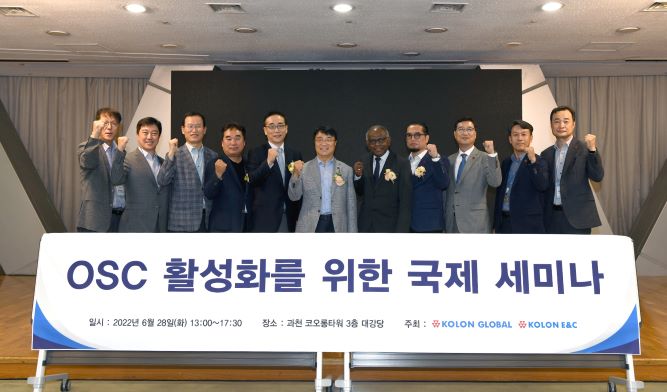 OSC 활성화를 위한 국제 세미나
일시 : 2022년 6월 28일(화) 13:00~17:30 장소 : 과천 코오롱타워 3층 대강당 주최 : KOLON GLOBAL KOLON E&C